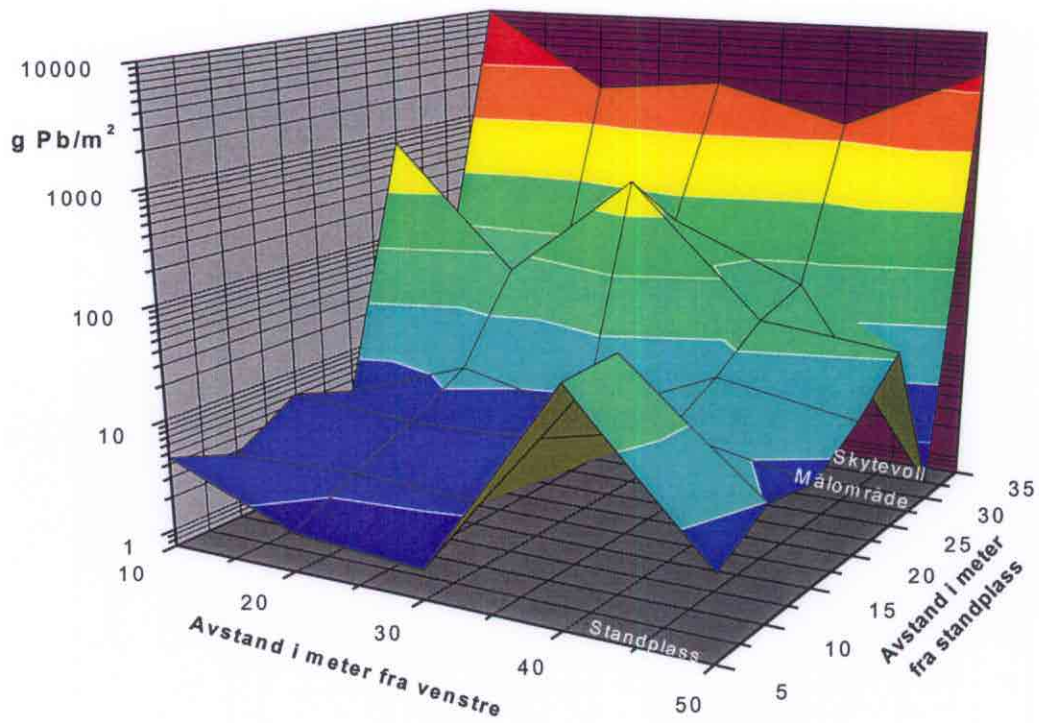 10000
g Pb/m²
1000
100
10
1
10
20
30
40
50
Avstand i meter fra venstre
5
10
15
20
25
30
35
Avstand i meter
fra standplass
Skytevoll
Målområde
Standplass